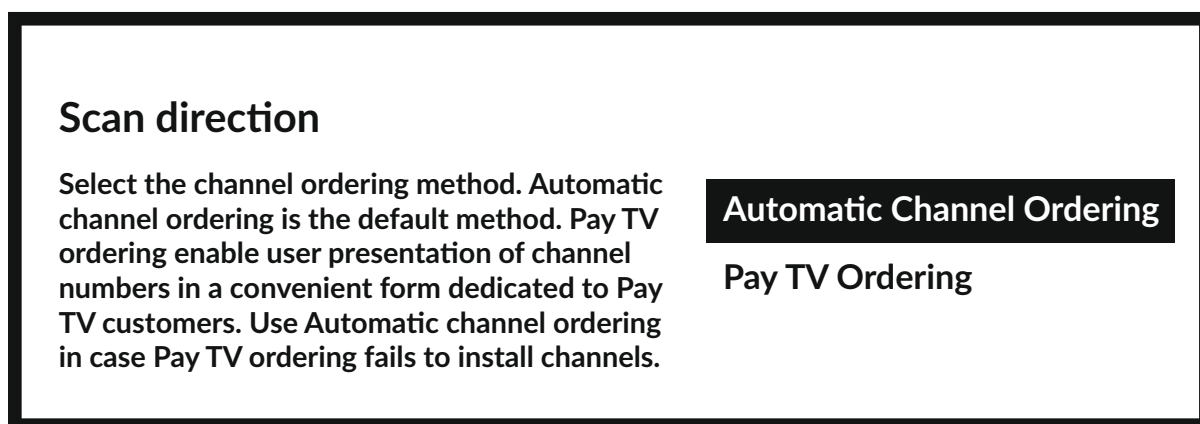 Scan direction
Select the channel ordering method. Automatic
channel ordering is the default method. Pay TV
ordering enable user presentation of channel
numbers in a convenient form dedicated to Pay
TV customers. Use Automatic channel ordering
in case Pay TV ordering fails to install channels.
Automatic Channel Ordering
Pay TV Ordering